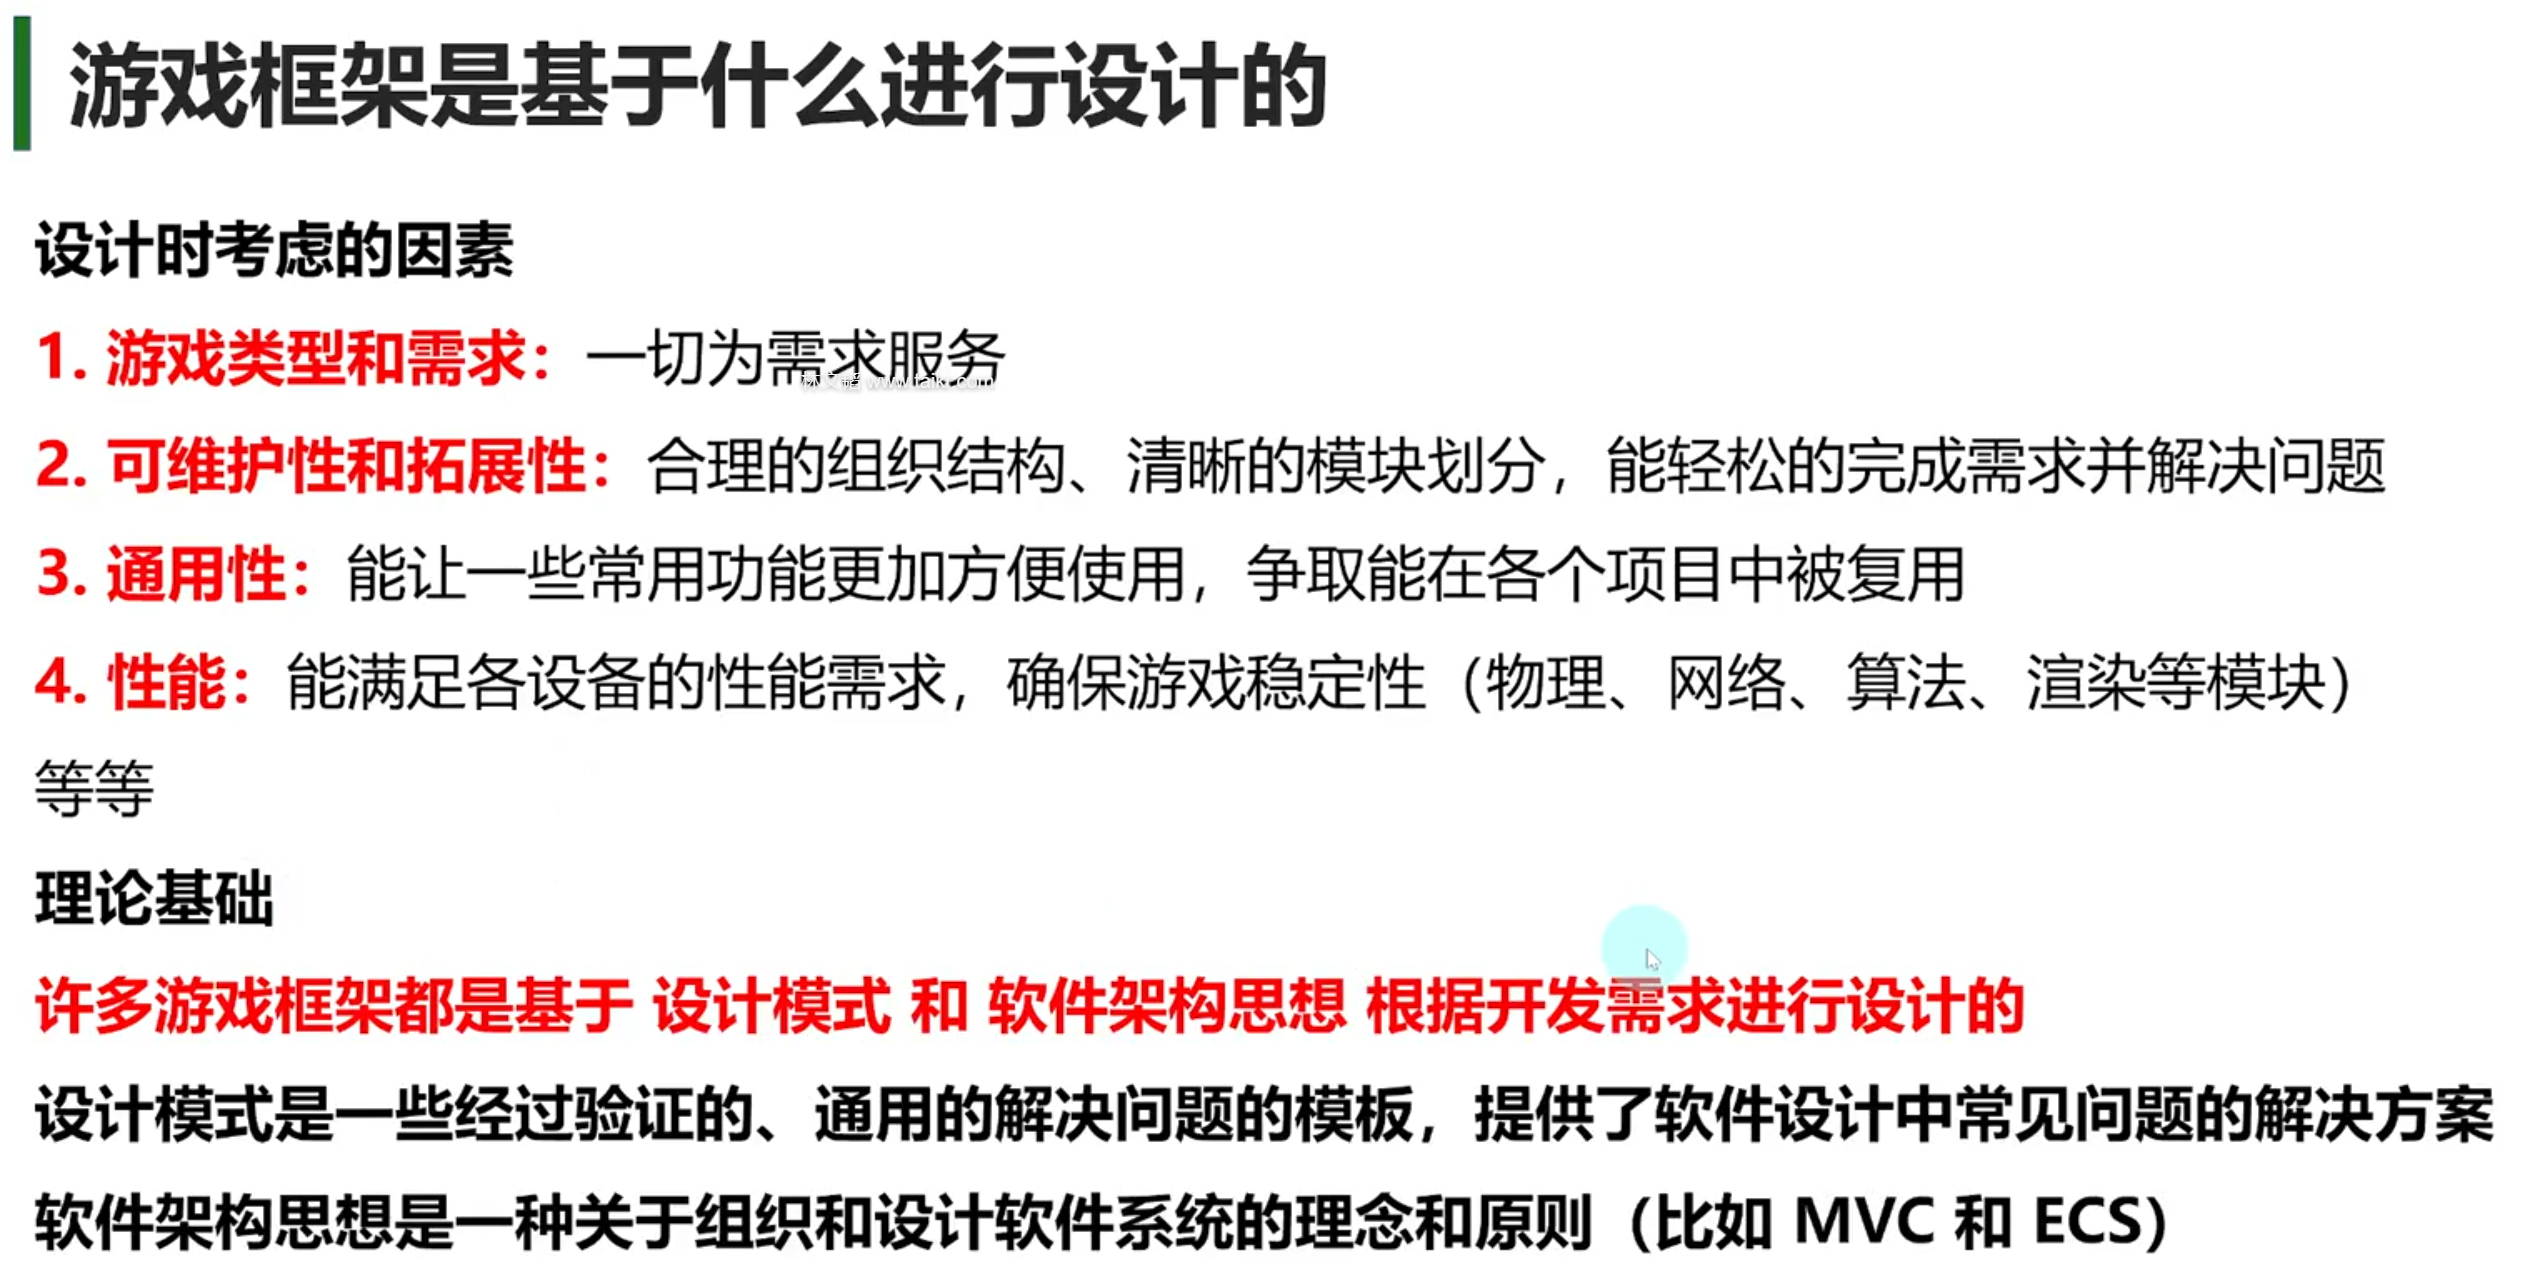 游戏框架是基于什么进行设计的
设计时考虑的因素
1. 游戏类型和需求：一切为需求服务
2. 可维护性和拓展性：合理的组织结构、清晰的模块划分，能轻松的完成需求并解决问题
3. 通用性：能让一些常用功能更加方便使用，争取能在各个项目中被复用
4. 性能：能满足各设备的性能需求，确保游戏稳定性（物理、网络、算法、渲染等模块）
等等
理论基础
许多游戏框架都是基于 设计模式 和 软件架构思想 根据开发需求进行设计的
设计模式是一些经过验证的、通用的解决问题的模板，提供了软件设计中常见问题的解决方案
软件架构思想是一种关于组织和设计软件系统的理念和原则（比如 MVC 和 ECS）